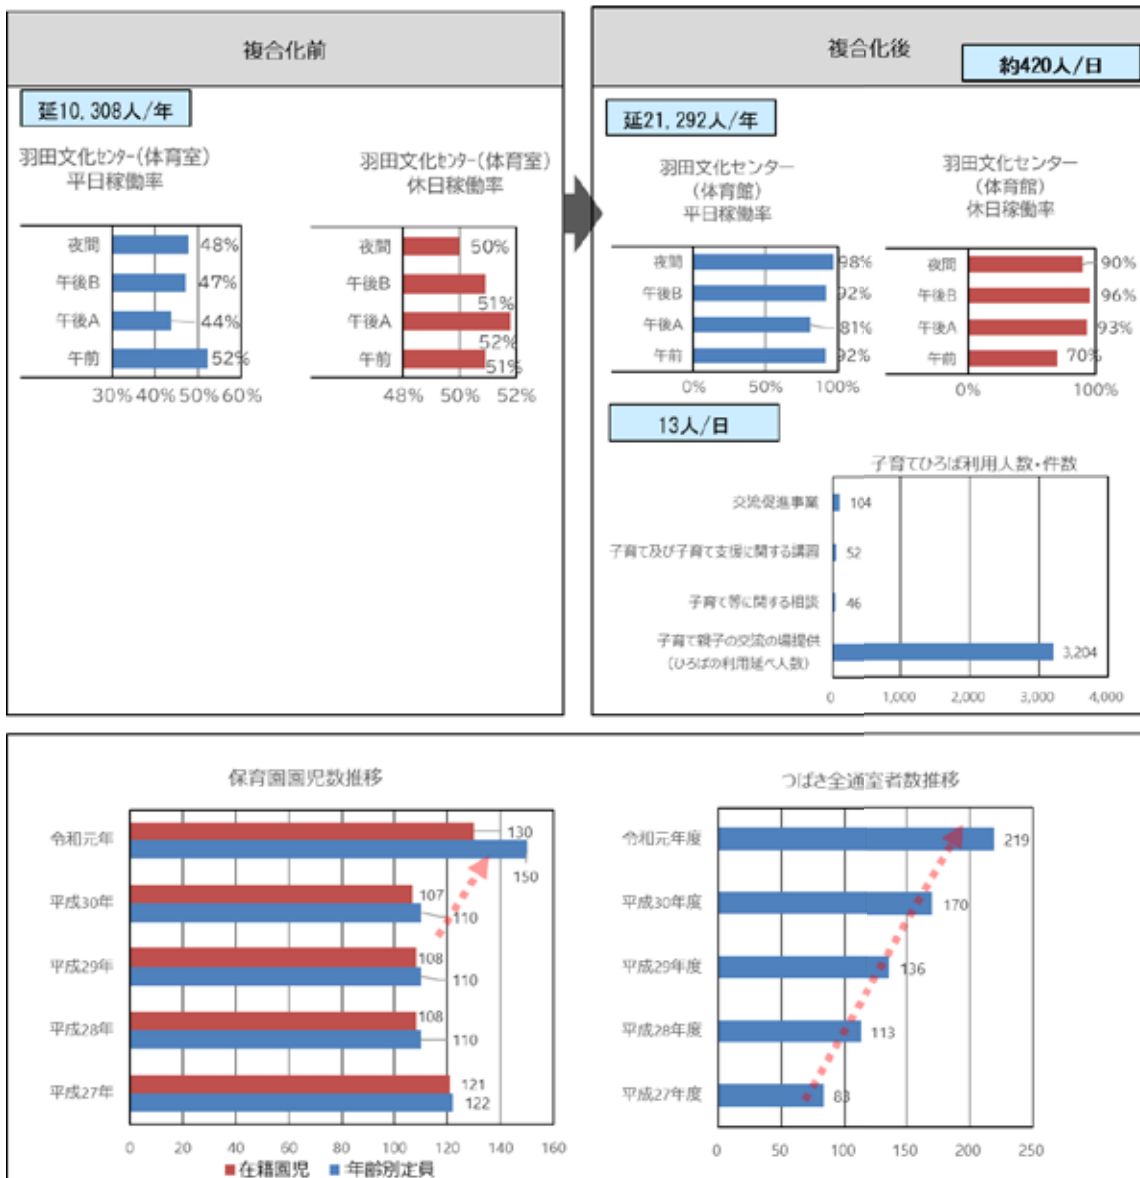 複合化前
延10,308人/年
羽田文化センター(体育室)
平日稼働率
夜間 48%
午後B 47%
午後A 44%
午前 52%
30% 40% 50% 60%
羽田文化センター(体育室)
休日稼働率
夜間 50%
午後B 51%
午後A 52%
午前 51%
48% 50% 52%
複合化後
約420人/日
延21,292人/年
羽田文化センター
(体育館)
平日稼働率
夜間 98%
午後B 92%
午後A 81%
午前 92%
0% 50% 100%
羽田文化センター
(体育館)
休日稼働率
夜間 90%
午後B 96%
午後A 93%
午前 70%
0% 100%
13人/日
子育てひろば利用人数・件数
交流促進事業 104
子育て及び子育て支援に関する講習 52
子育て等に関する相談 46
子育て親子の交流の場提供
(ひろばの利用延べ人数) 3,204
0 1,000 2,000 3,000 4,000
保育園園児数推移
令和元年 130 150
平成30年 107 110
平成29年 108 110
平成28年 108 110
平成27年 121 122
0 20 40 60 80 100 120 140 160
在籍園児 年齢別定員
つばさ全通室者数推移
令和元年度 219
平成30年度 170
平成29年度 136
平成28年度 113
平成27年度 83
0 50 100 150 200 250